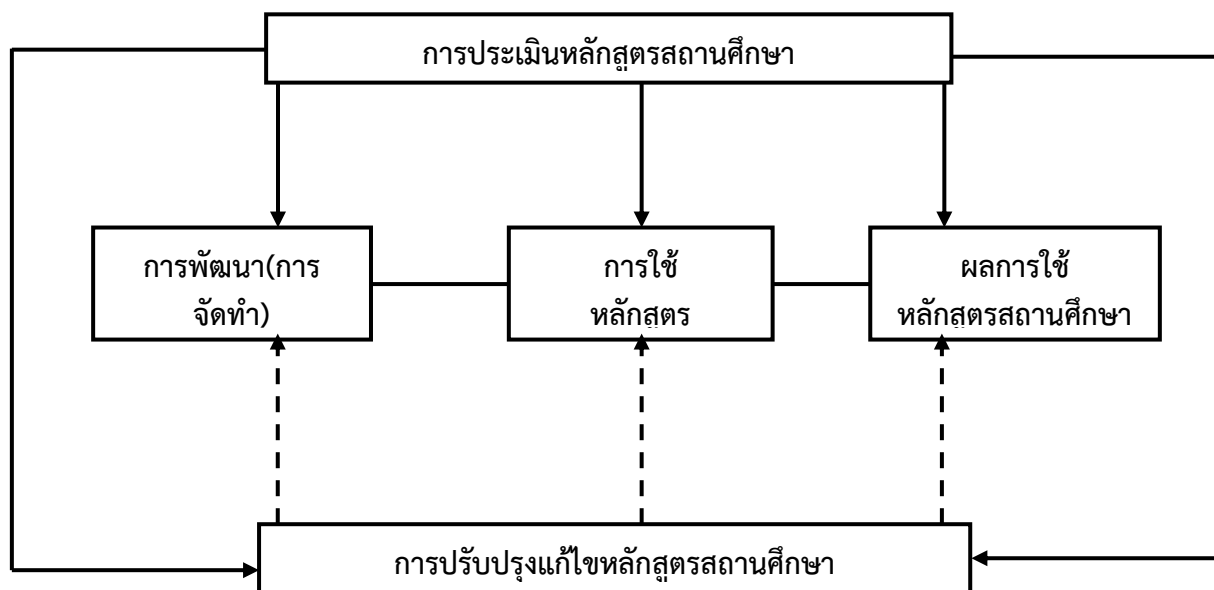 การประเมินหลักสูตรสถานศึกษา
การพัฒนา(การ
จัดทำ)
การใช้
หลักสูตร
ผลการใช้
หลักสูตรสถานศึกษา
การปรับปรุงแก้ไขหลักสูตรสถานศึกษา